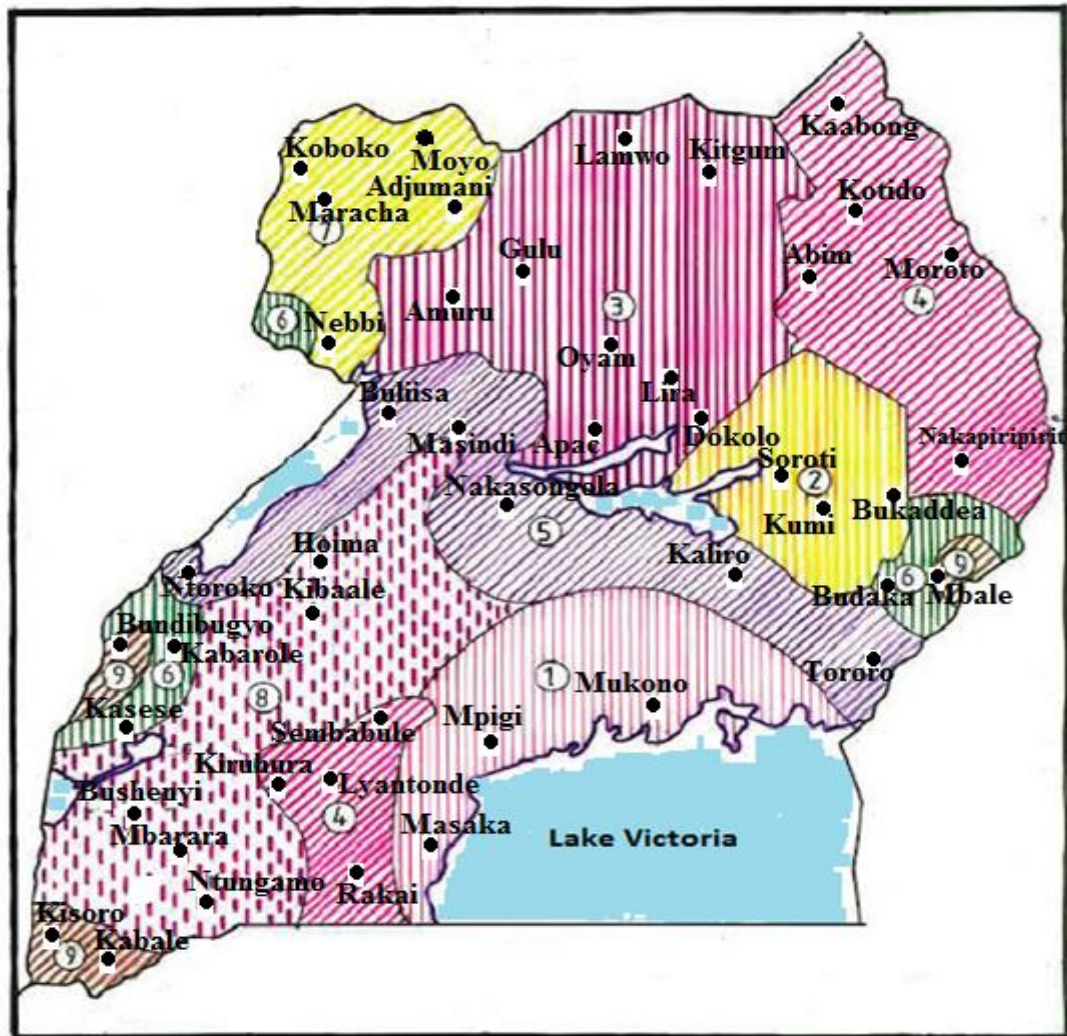 Kaabong
Koboko
Moyo
Lamwo
Kitgum
Adjumani
Maracha
7
Kotido
Gulu
Abim
Moroto
4
Amuru
3
6
Nebbi
Oyam
Buliisa
Lira
Masindi
Apac
Dokolo
Nakapiripirit
Soroti
2
Nakasongola
Kumi
Bukaddea
5
Hoima
Kaliro
Ntoroko
Kibaale
Budaka
6
9
Mbale
Bundibugyo
Kabarole
9
6
8
1
Mukono
Tororo
Kasese
Sembabule
Mpigi
Kiruhura
Lyantonde
Bushenyi
4
Masaka
Mbarara
Lake Victoria
Ntungamo
Rakai
Kisoro
Kabale
9